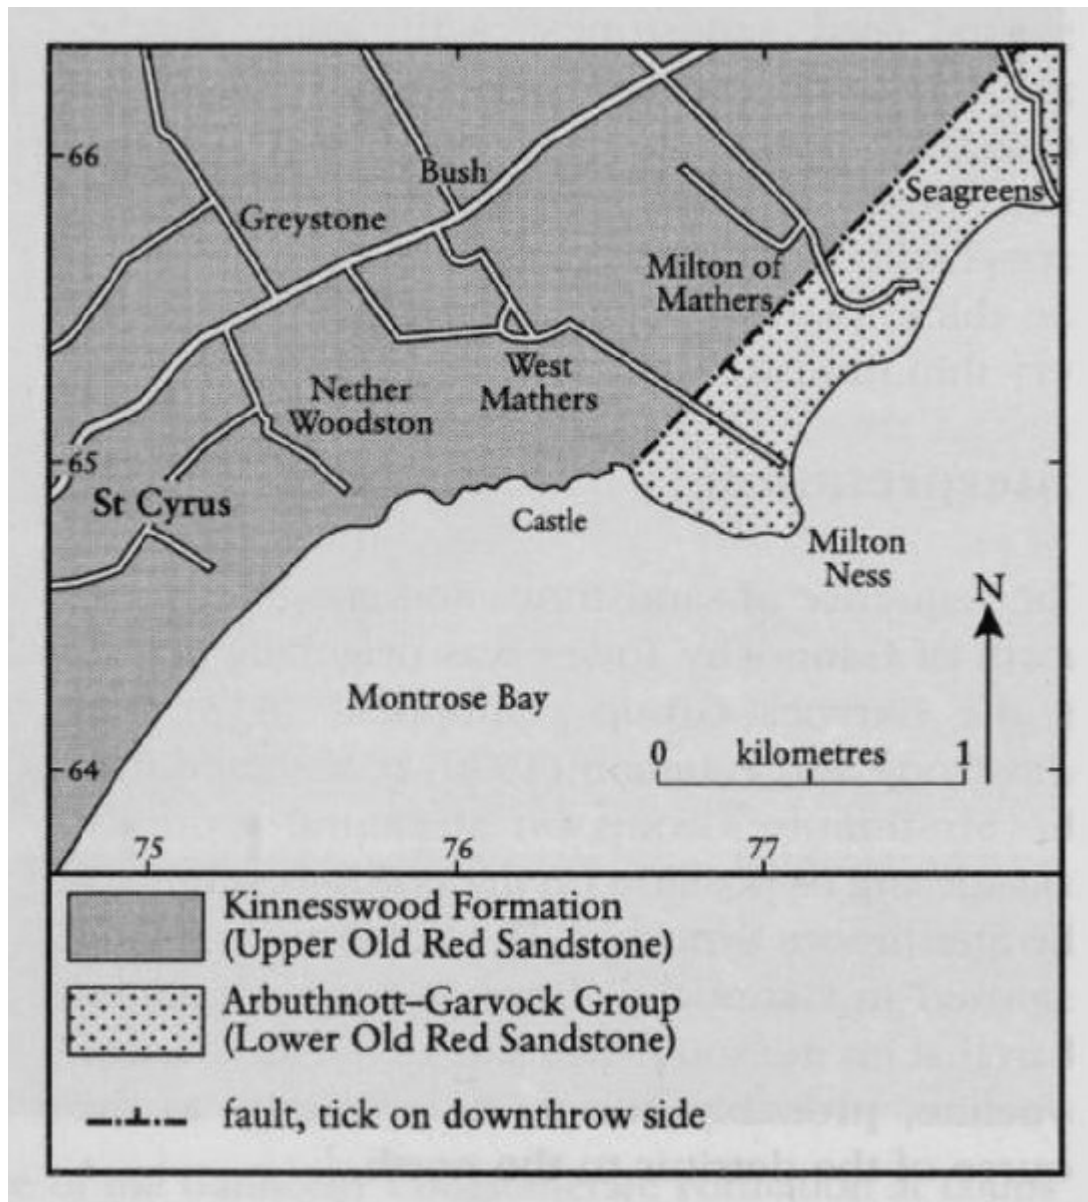 66
Bush
Greystone
Seagreens
Milton of
Mathers
West
Mathers
Nether
Woodston
65
St Cyrus
Castle
Milton
Ness
N
Montrose Bay
0 kilometres 1
64
75 76 77
Kinnesswood Formation
(Upper Old Red Sandstone)
Arbuthnott–Garvock Group
(Lower Old Red Sandstone)
fault, tick on downthrow side